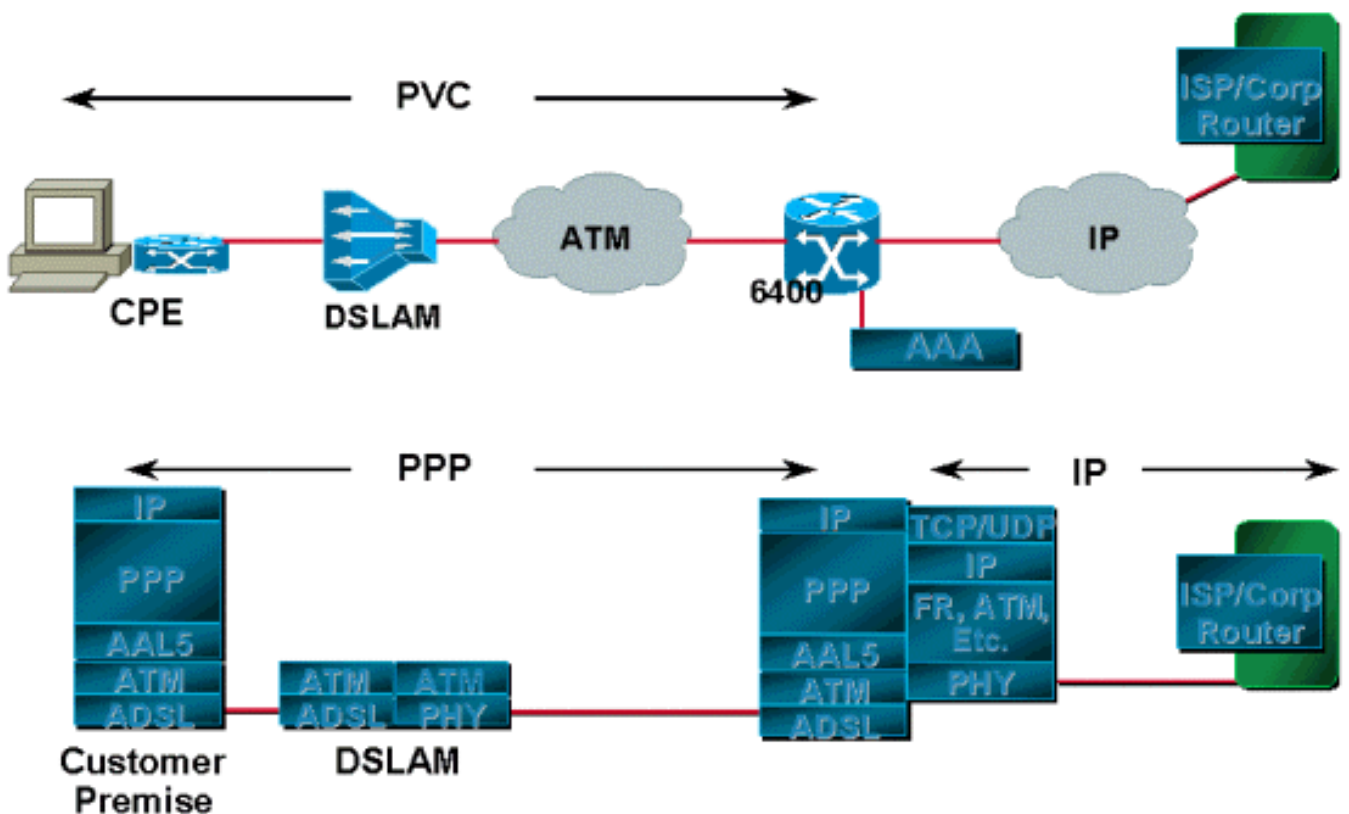 PVC
ISP/Corp
Router
ATM
IP
6400
CPE
DSLAM
AAA
PPP
IP
IP
PPP
AAL5
ATM
ADSL
ATM
ATM
ADSL
PHY
IP
PPP
AAL5
ATM
ADSL
TCP/UDP
IP
FR, ATM,
Etc.
PHY
ISP/Corp
Router
Customer
Premise
DSLAM